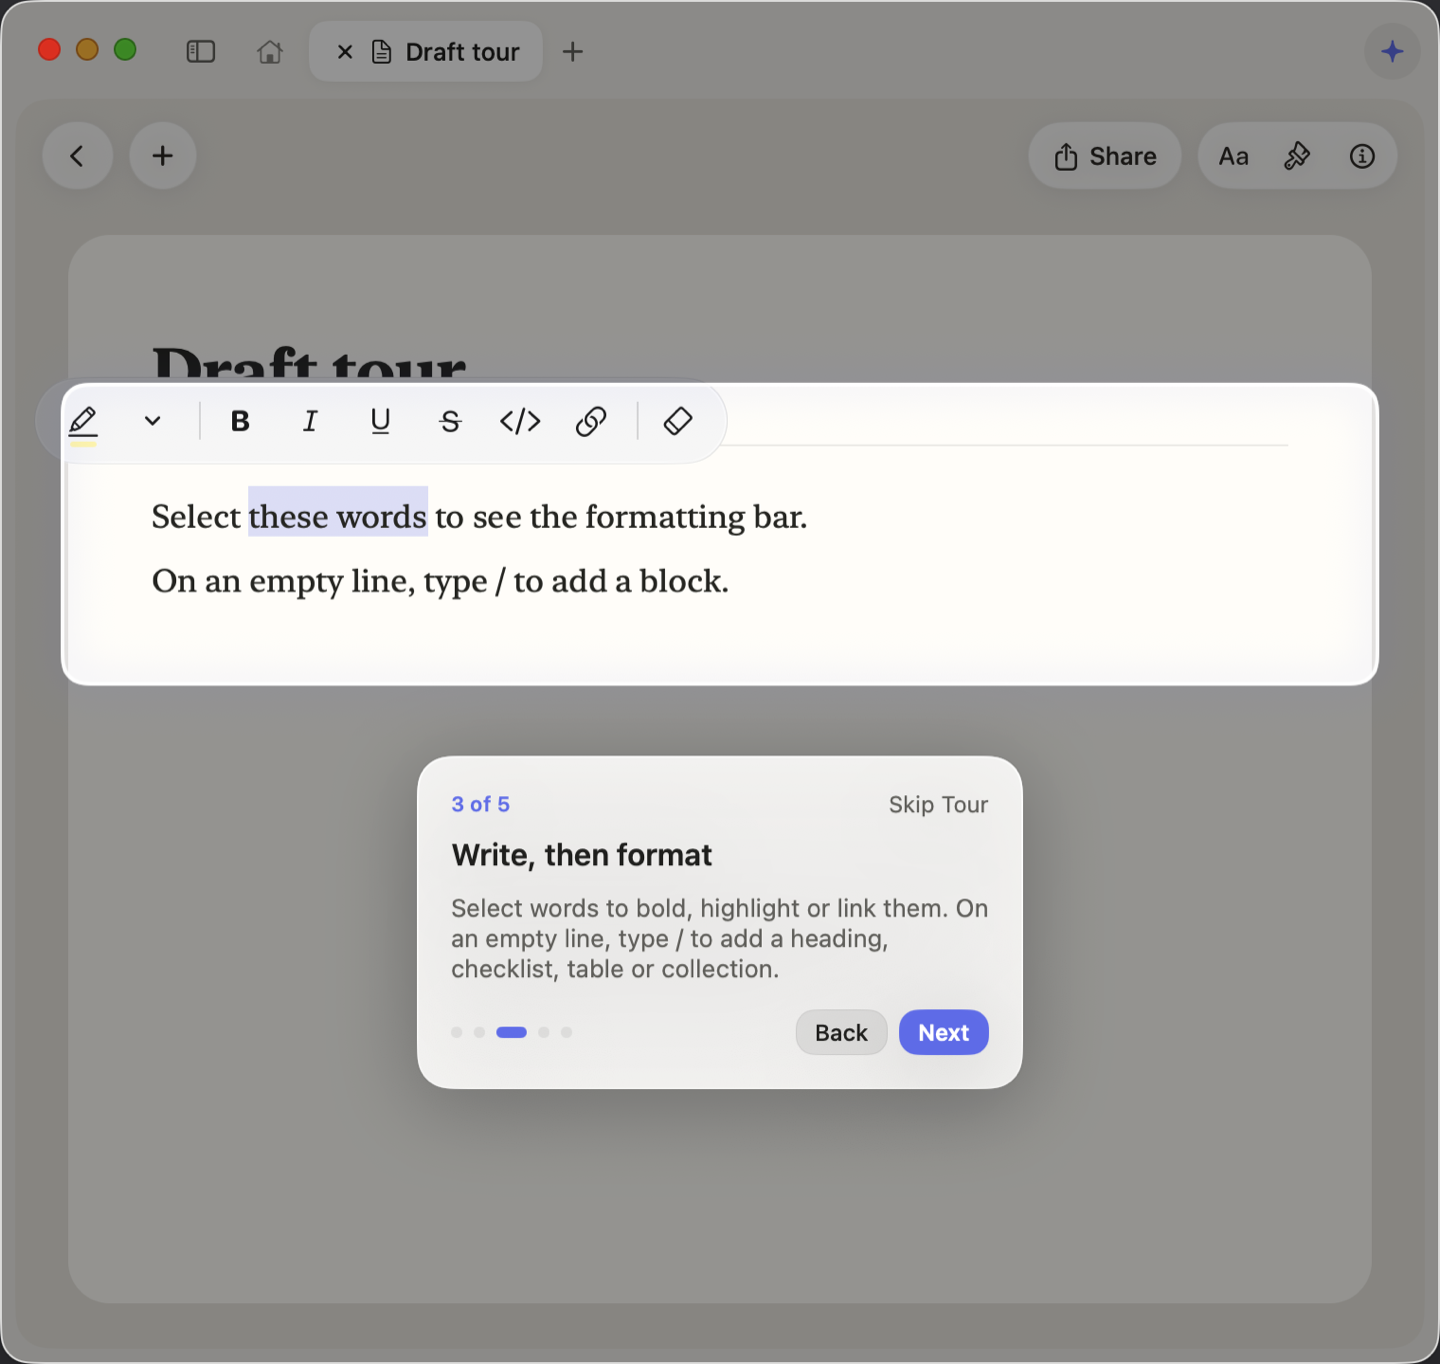 Draft tour
Share
Aa
Draft tour
B I U S </>
Select these words to see the formatting bar.
On an empty line, type / to add a block.
3 of 5
Skip Tour
Write, then format
Select words to bold, highlight or link them. On
an empty line, type / to add a heading,
checklist, table or collection.
Back
Next